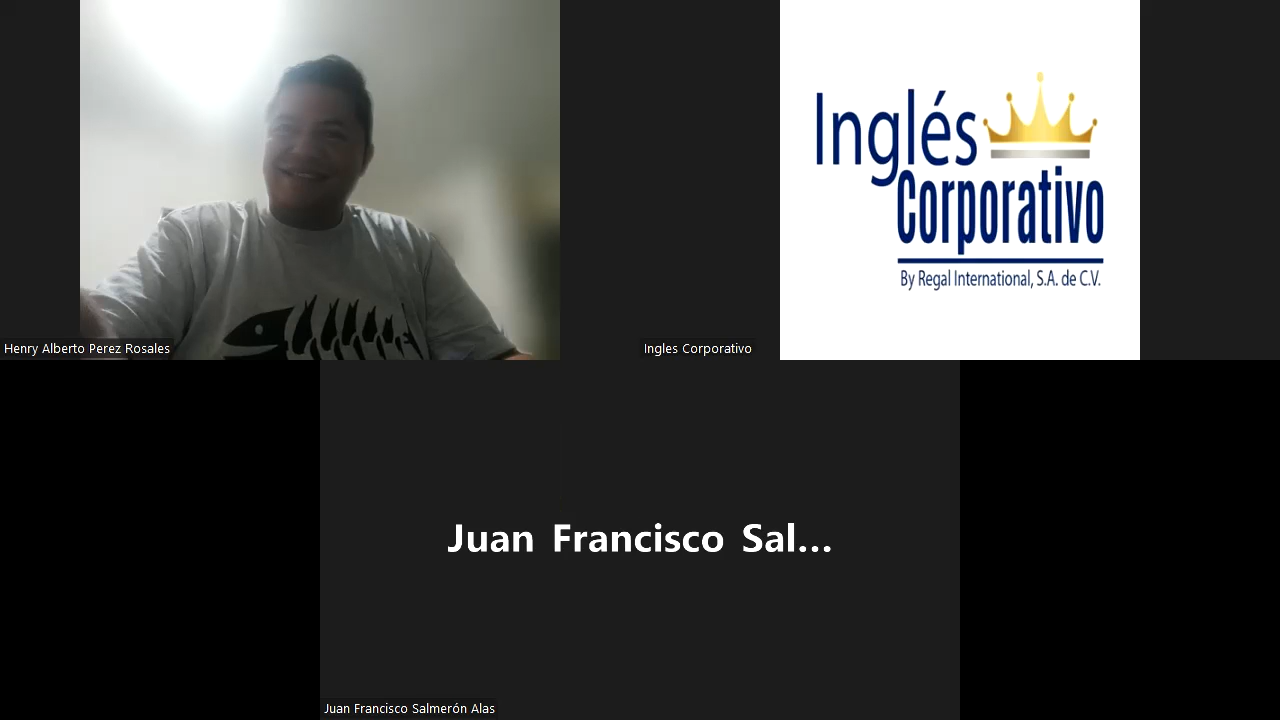 Inglés
Corporativo
By Regal International, S.A. de C.V.
Henry Alberto Perez Rosales
Ingles Corporativo
Juan Francisco Sal...
Juan Francisco Salmerón Alas